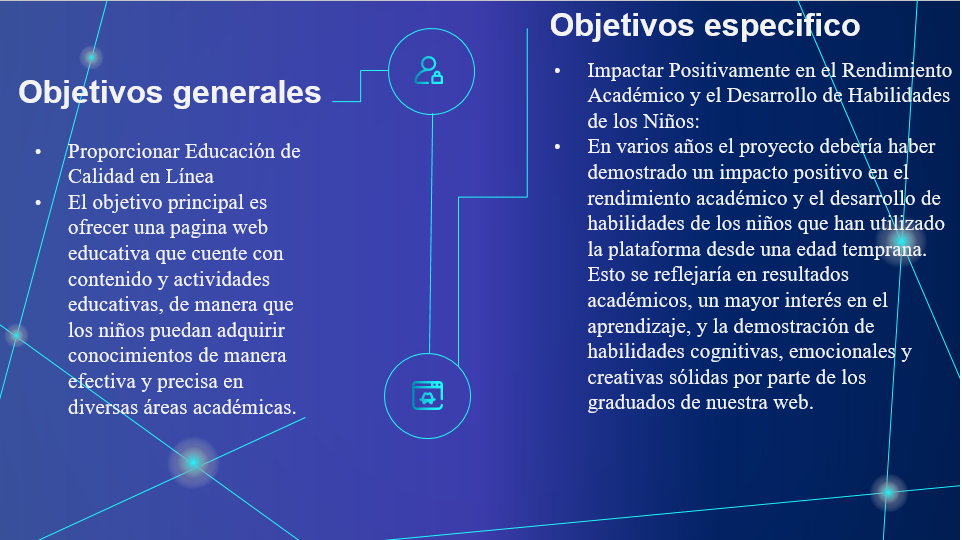 Objetivos generales
• Proporcionar Educación de
Calidad en Línea
• El objetivo principal es
ofrecer una pagina web
educativa que cuente con
contenido y actividades
educativas, de manera que
los niños puedan adquirir
conocimientos de manera
efectiva y precisa en
diversas áreas académicas.
Objetivos especifico
• Impactar Positivamente en el Rendimiento
Académico y el Desarrollo de Habilidades
de los Niños:
• En varios años el proyecto debería haber
demostrado un impacto positivo en el
rendimiento académico y el desarrollo de
habilidades de los niños que han utilizado
la plataforma desde una edad temprana.
Esto se reflejaría en resultados
académicos, un mayor interés en el
aprendizaje, y la demostración de
habilidades cognitivas, emocionales y
creativas sólidas por parte de los
graduados de nuestra web.